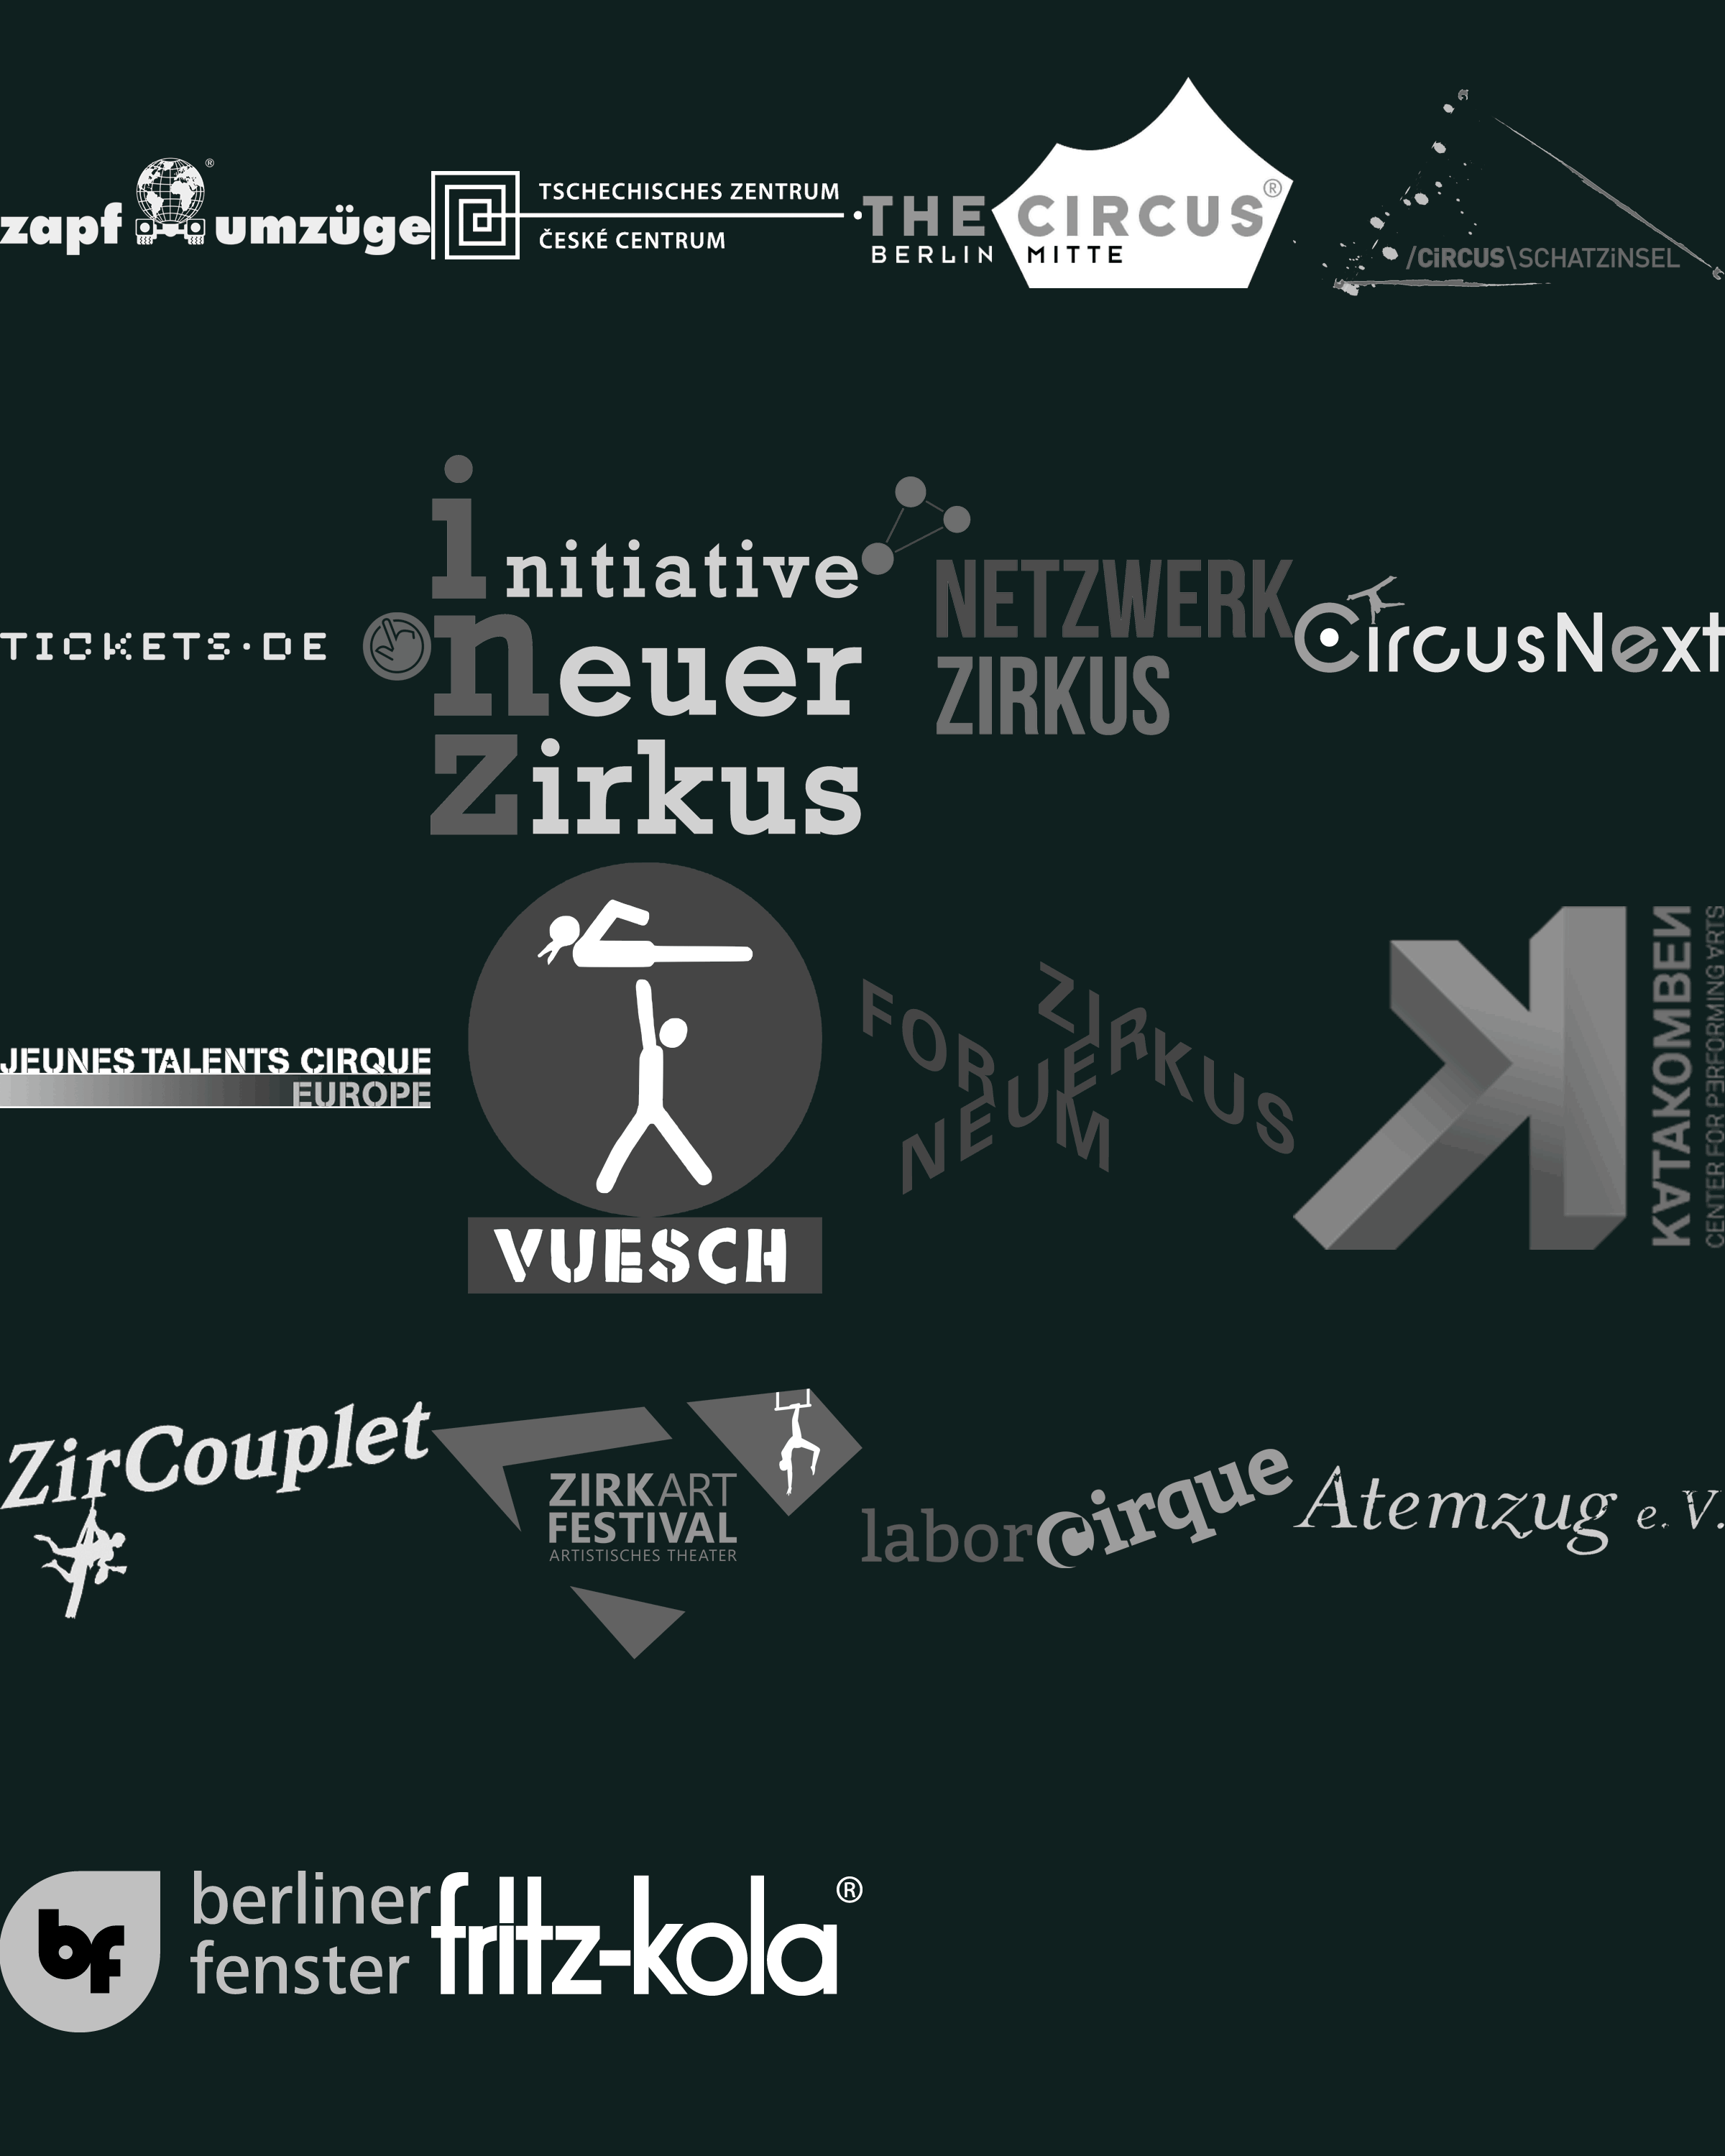 zapf umzüge ®
TSCHECHISCHES ZENTRUM
ČESKÉ CENTRUM
THE CIRCUS ®
BERLIN MITTE
/CiRCUS\SCHATZiNSEL
TICKETS·DE
initiative
neuer
Zirkus
NETZWERK
ZIRKUS
CircusNext
JEUNES TALENTS CIRQUE
EUROPE
VUESCH
FORUM
NEUER
ZIRKUS
KATAKOMBEN
CENTER FOR PERFORMING ARTS
ZirCouplet
ZIRKART
FESTIVAL
ARTISTISCHES THEATER
laborCirque
Atemzug e. V.
bf
berliner
fenster
fritz-kola ®